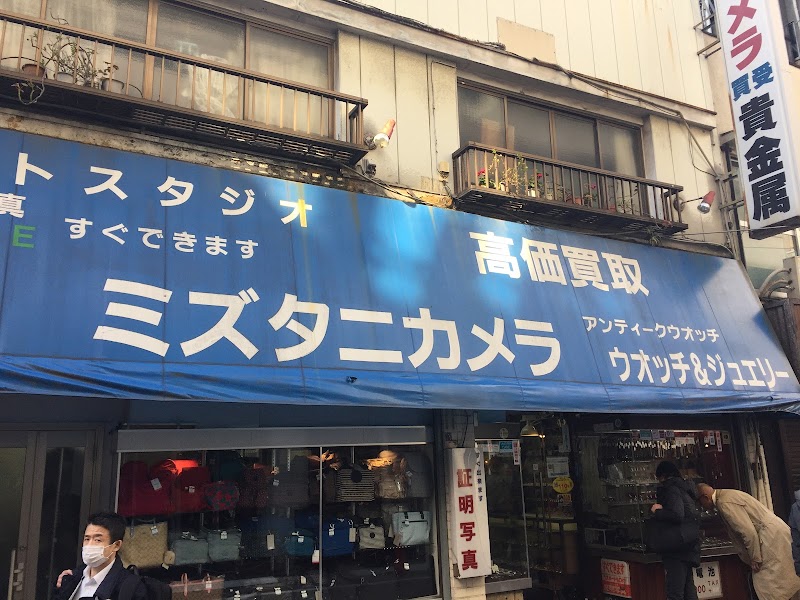 トスタジオ
真 すぐできます
E
高価買取
ミズタニカメラ
アンティークウオッチ
ウオッチ&ジュエリー
メラ
買受
貴金属
証明写真